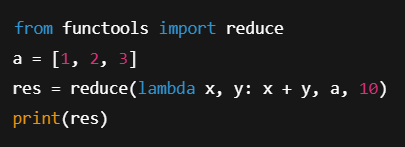 from functools import reduce
a = [1, 2, 3]
res = reduce(lambda x, y: x + y, a, 10)
print(res)